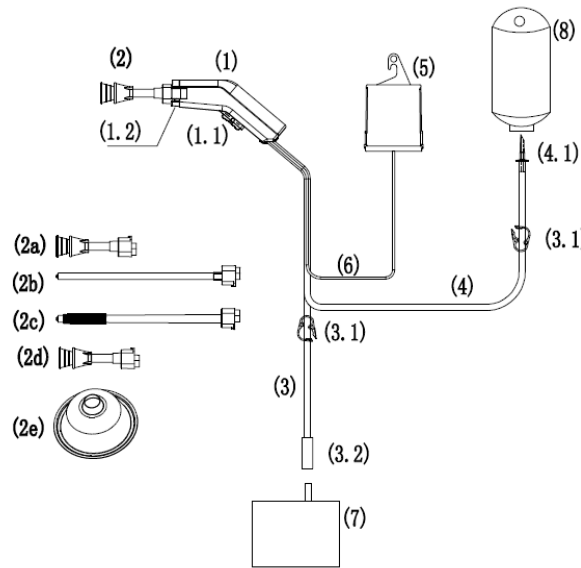 (2)
(1)
(5)
(8)
(1.2)
(1.1)
(4.1)
(3.1)
(2a)
(6)
(4)
(2b)
(2c)
(3.1)
(2d)
(3)
(2e)
(3.2)
(7)